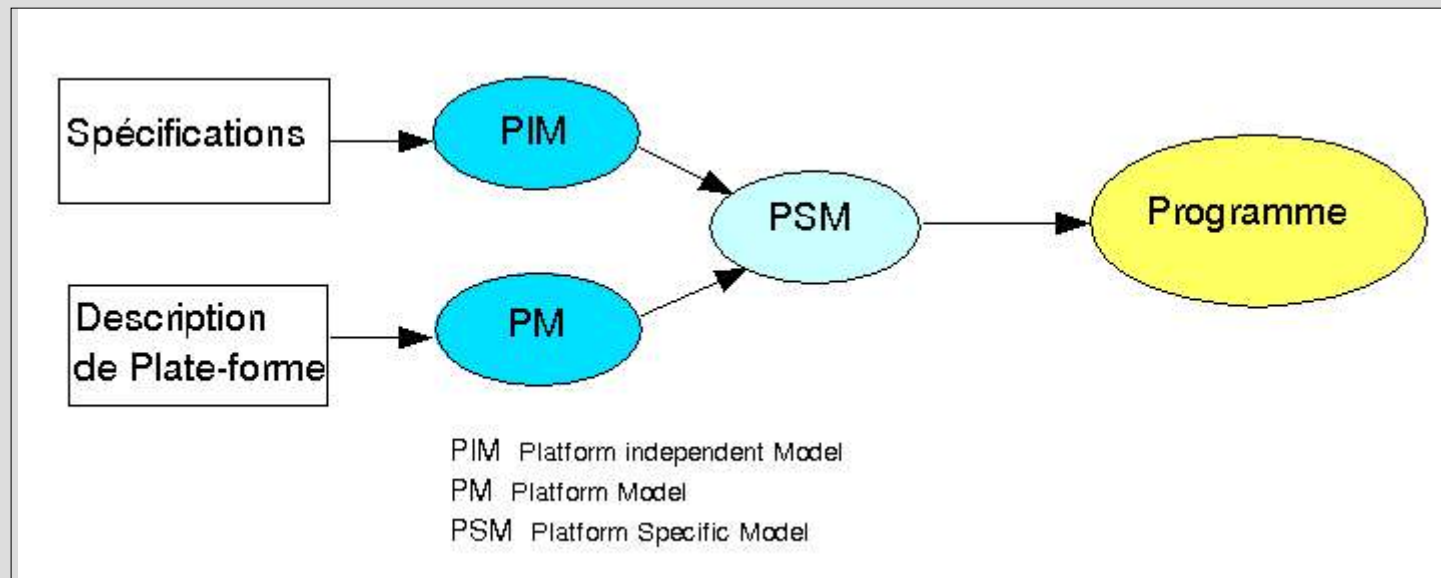 Spécifications
PIM
PSM
Programme
Description
de Plate-forme
PM
PIM Platform independent Model
PM Platform Model
PSM Platform Specific Model